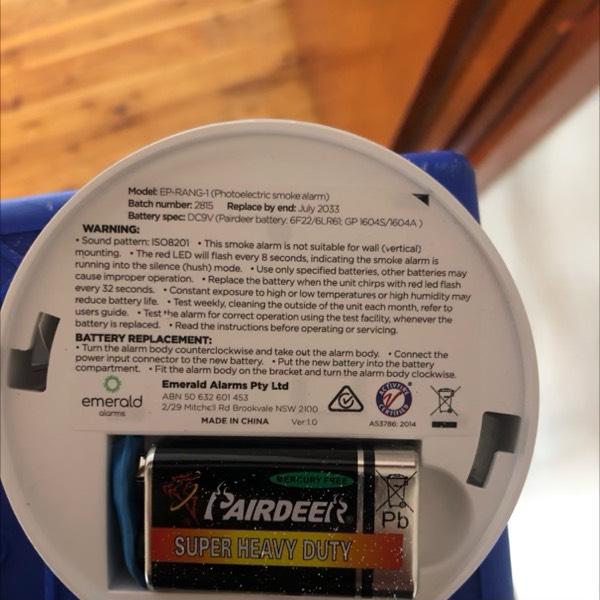 Model: EP-RANG-1 (Photoelectric smoke alarm)
Batch number: 2815 Replace by end: July 2033
Battery spec: DC9V (Pairdeer battery: 6F22/6LR61; GP 1604S/1604A )
WARNING:
• Sound pattern: ISO8201 • This smoke alarm is not suitable for wall (vertical)
mounting. • The red LED will flash every 8 seconds, indicating the smoke alarm is
running into the silence (hush) mode. • Use only specified batteries, other batteries may
cause improper operation. • Replace the battery when the unit chirps with red led flash
every 32 seconds. • Constant exposure to high or low temperatures or high humidity may
reduce battery life. • Test weekly, cleaning the outside of the unit each month, refer to
users guide. • Test the alarm for correct operation using the test facility, whenever the
battery is replaced. • Read the instructions before operating or servicing.
BATTERY REPLACEMENT:
• Turn the alarm body counterclockwise and take out the alarm body. • Connect the
power input connector to the new battery. • Put the new battery into the battery
compartment. • Fit the alarm body on the bracket and turn the alarm body clockwise.
emerald
alarms
Emerald Alarms Pty Ltd
ABN 50 632 601 453
2/29 Mitchell Rd Brookvale NSW 2100
MADE IN CHINA Ver:1.0
ACTIVFIRE
CERTIFIED
AS3786: 2014
MERCURY FREE
PAIRDEER
SUPER HEAVY DUTY
Pb